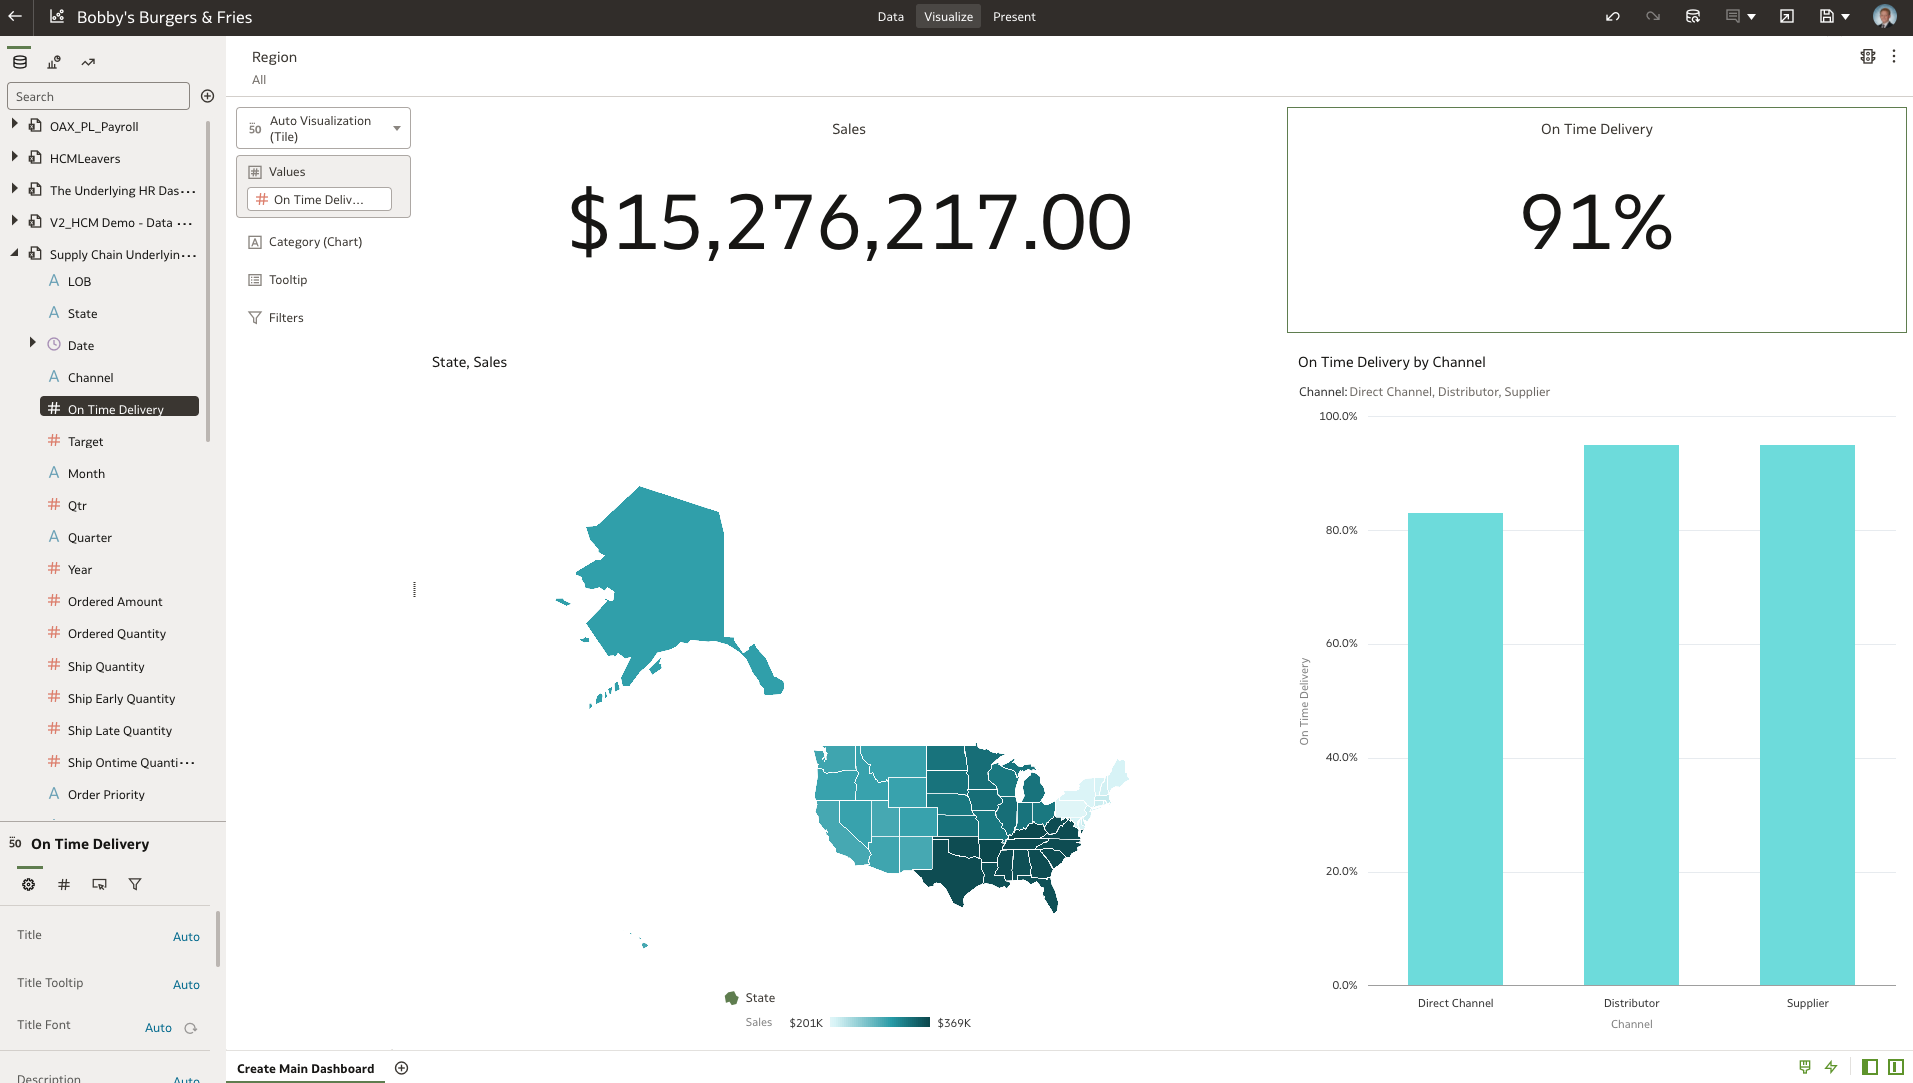 Bobby's Burgers & Fries
Data
Visualize
Present
Search
OAX_PL_Payroll
HCMLeavers
The Underlying HR Das...
V2_HCM Demo - Data ...
Supply Chain Underlyin...
LOB
State
Date
Channel
On Time Delivery
Target
Month
Qtr
Quarter
Year
Ordered Amount
Ordered Quantity
Ship Quantity
Ship Early Quantity
Ship Late Quantity
Ship Ontime Quanti...
Order Priority
50 On Time Delivery
Title Auto
Title Tooltip Auto
Title Font Auto
Description Auto
Region
All
50 Auto Visualization
(Tile)
Values
On Time Deliv...
Category (Chart)
Tooltip
Filters
Sales
$15,276,217.00
On Time Delivery
91%
State, Sales
State
Sales $201K $369K
On Time Delivery by Channel
Channel: Direct Channel, Distributor, Supplier
100.0%
80.0%
60.0%
40.0%
20.0%
0.0%
On Time Delivery
Direct Channel Distributor Supplier
Channel
Create Main Dashboard